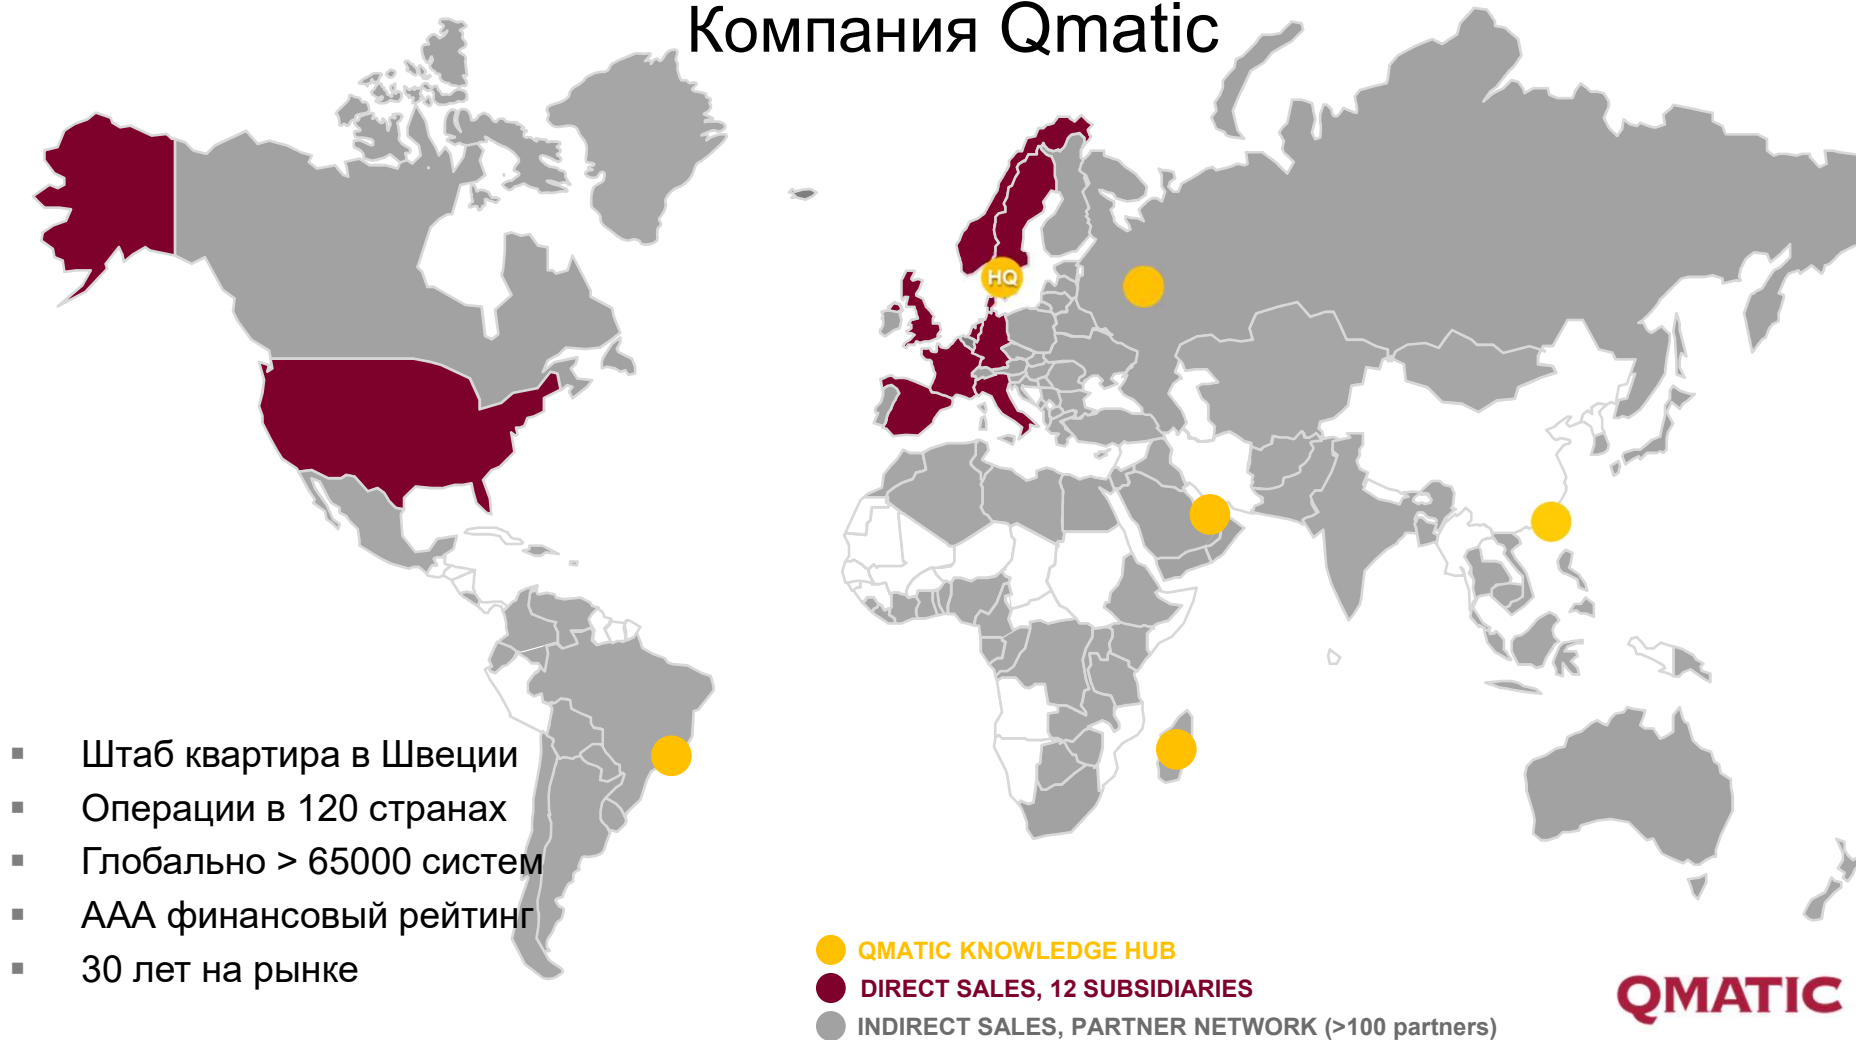 Компания Qmatic
HQ
Штаб квартира в Швеции
Операции в 120 странах
Глобально > 65000 систем
ААА финансовый рейтинг
30 лет на рынке
QMATIC KNOWLEDGE HUB
DIRECT SALES, 12 SUBSIDIARIES
INDIRECT SALES, PARTNER NETWORK (>100 partners)
QMATIC